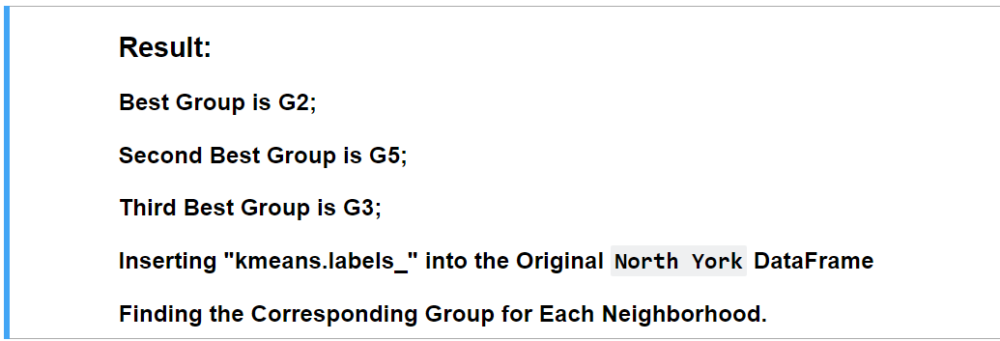 Result:
Best Group is G2;
Second Best Group is G5;
Third Best Group is G3;
Inserting "kmeans.labels_" into the Original North York DataFrame
Finding the Corresponding Group for Each Neighborhood.